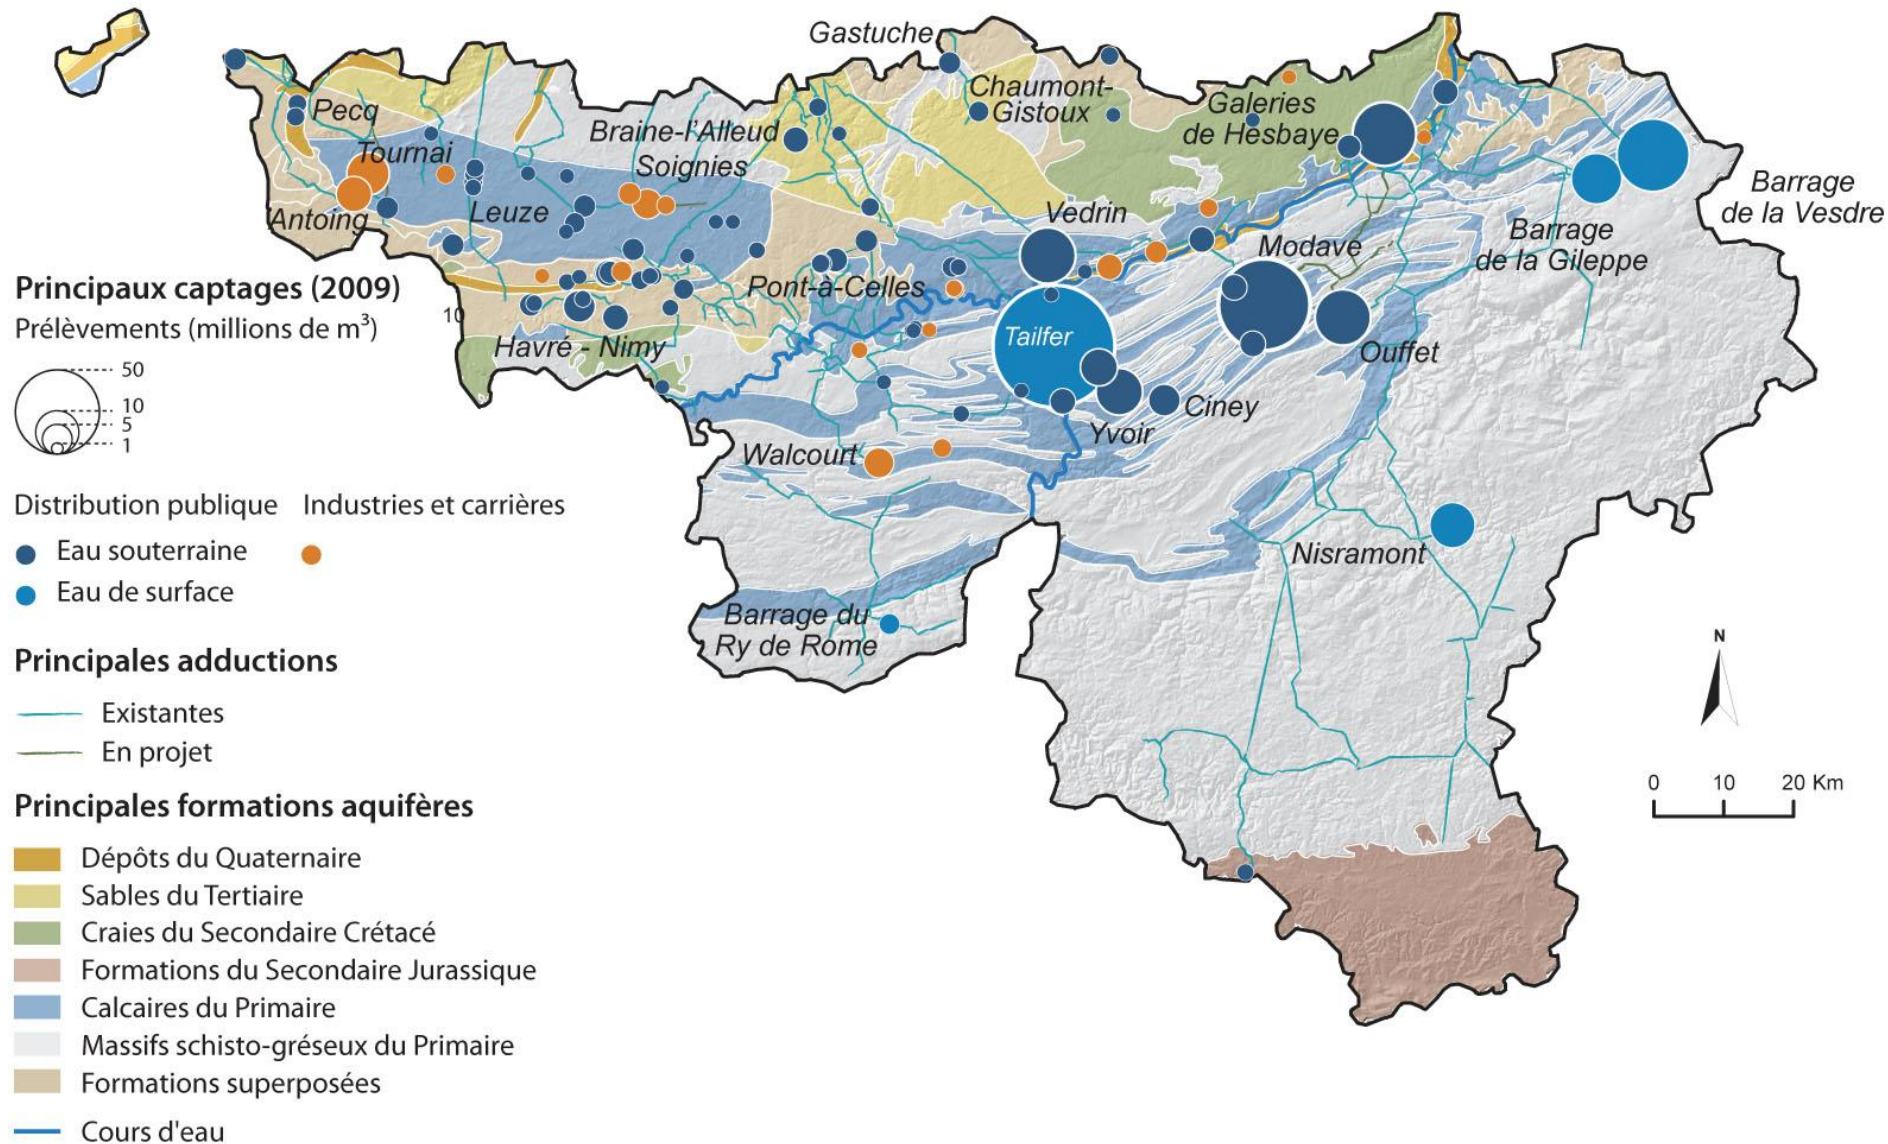 Gastuche
Chaumont-
Gistoux
Galeries
de Hesbaye
Pecq
Braine-l'Alleud
Tournai
Soignies
Barrage
de la Vesdre
Antoing
Leuze
Vedrin
Barrage
de la Gileppe
Modave
Pont-à-Celles
Tailfer
Havré - Nimy
Ouffet
Ciney
Yvoir
Walcourt
Nisramont
Barrage du
Ry de Rome
10
Principaux captages (2009)
Prélèvements (millions de m³)
50
10
5
1
Distribution publique
Industries et carrières
Eau souterraine
Eau de surface
Principales adductions
Existantes
En projet
Principales formations aquifères
Dépôts du Quaternaire
Sables du Tertiaire
Craies du Secondaire Crétacé
Formations du Secondaire Jurassique
Calcaires du Primaire
Massifs schisto-gréseux du Primaire
Formations superposées
Cours d'eau
N
0 10 20 Km